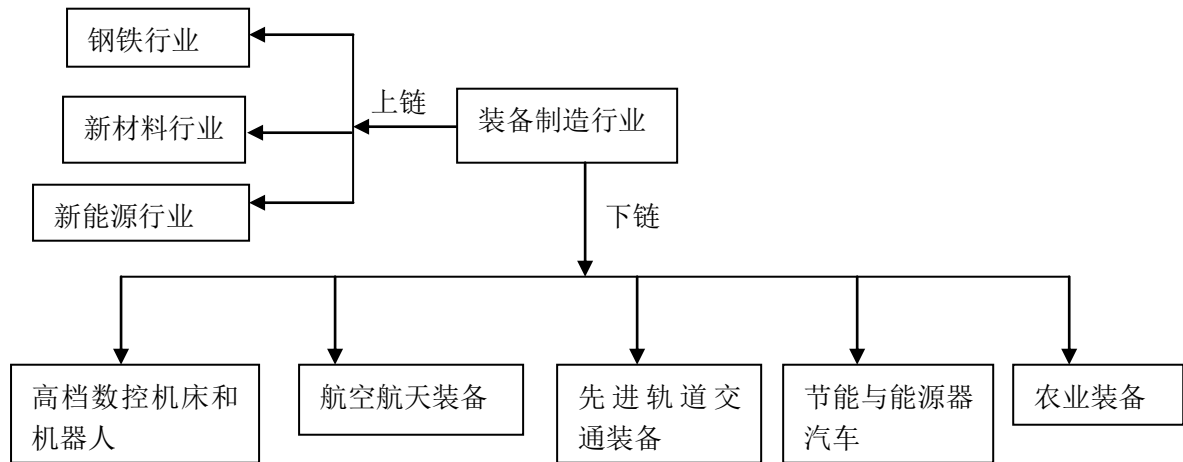 钢铁行业
上链
装备制造行业
新材料行业
新能源行业
下链
高档数控机床和
机器人
航空航天装备
先进轨道交
通装备
节能与能源器
汽车
农业装备